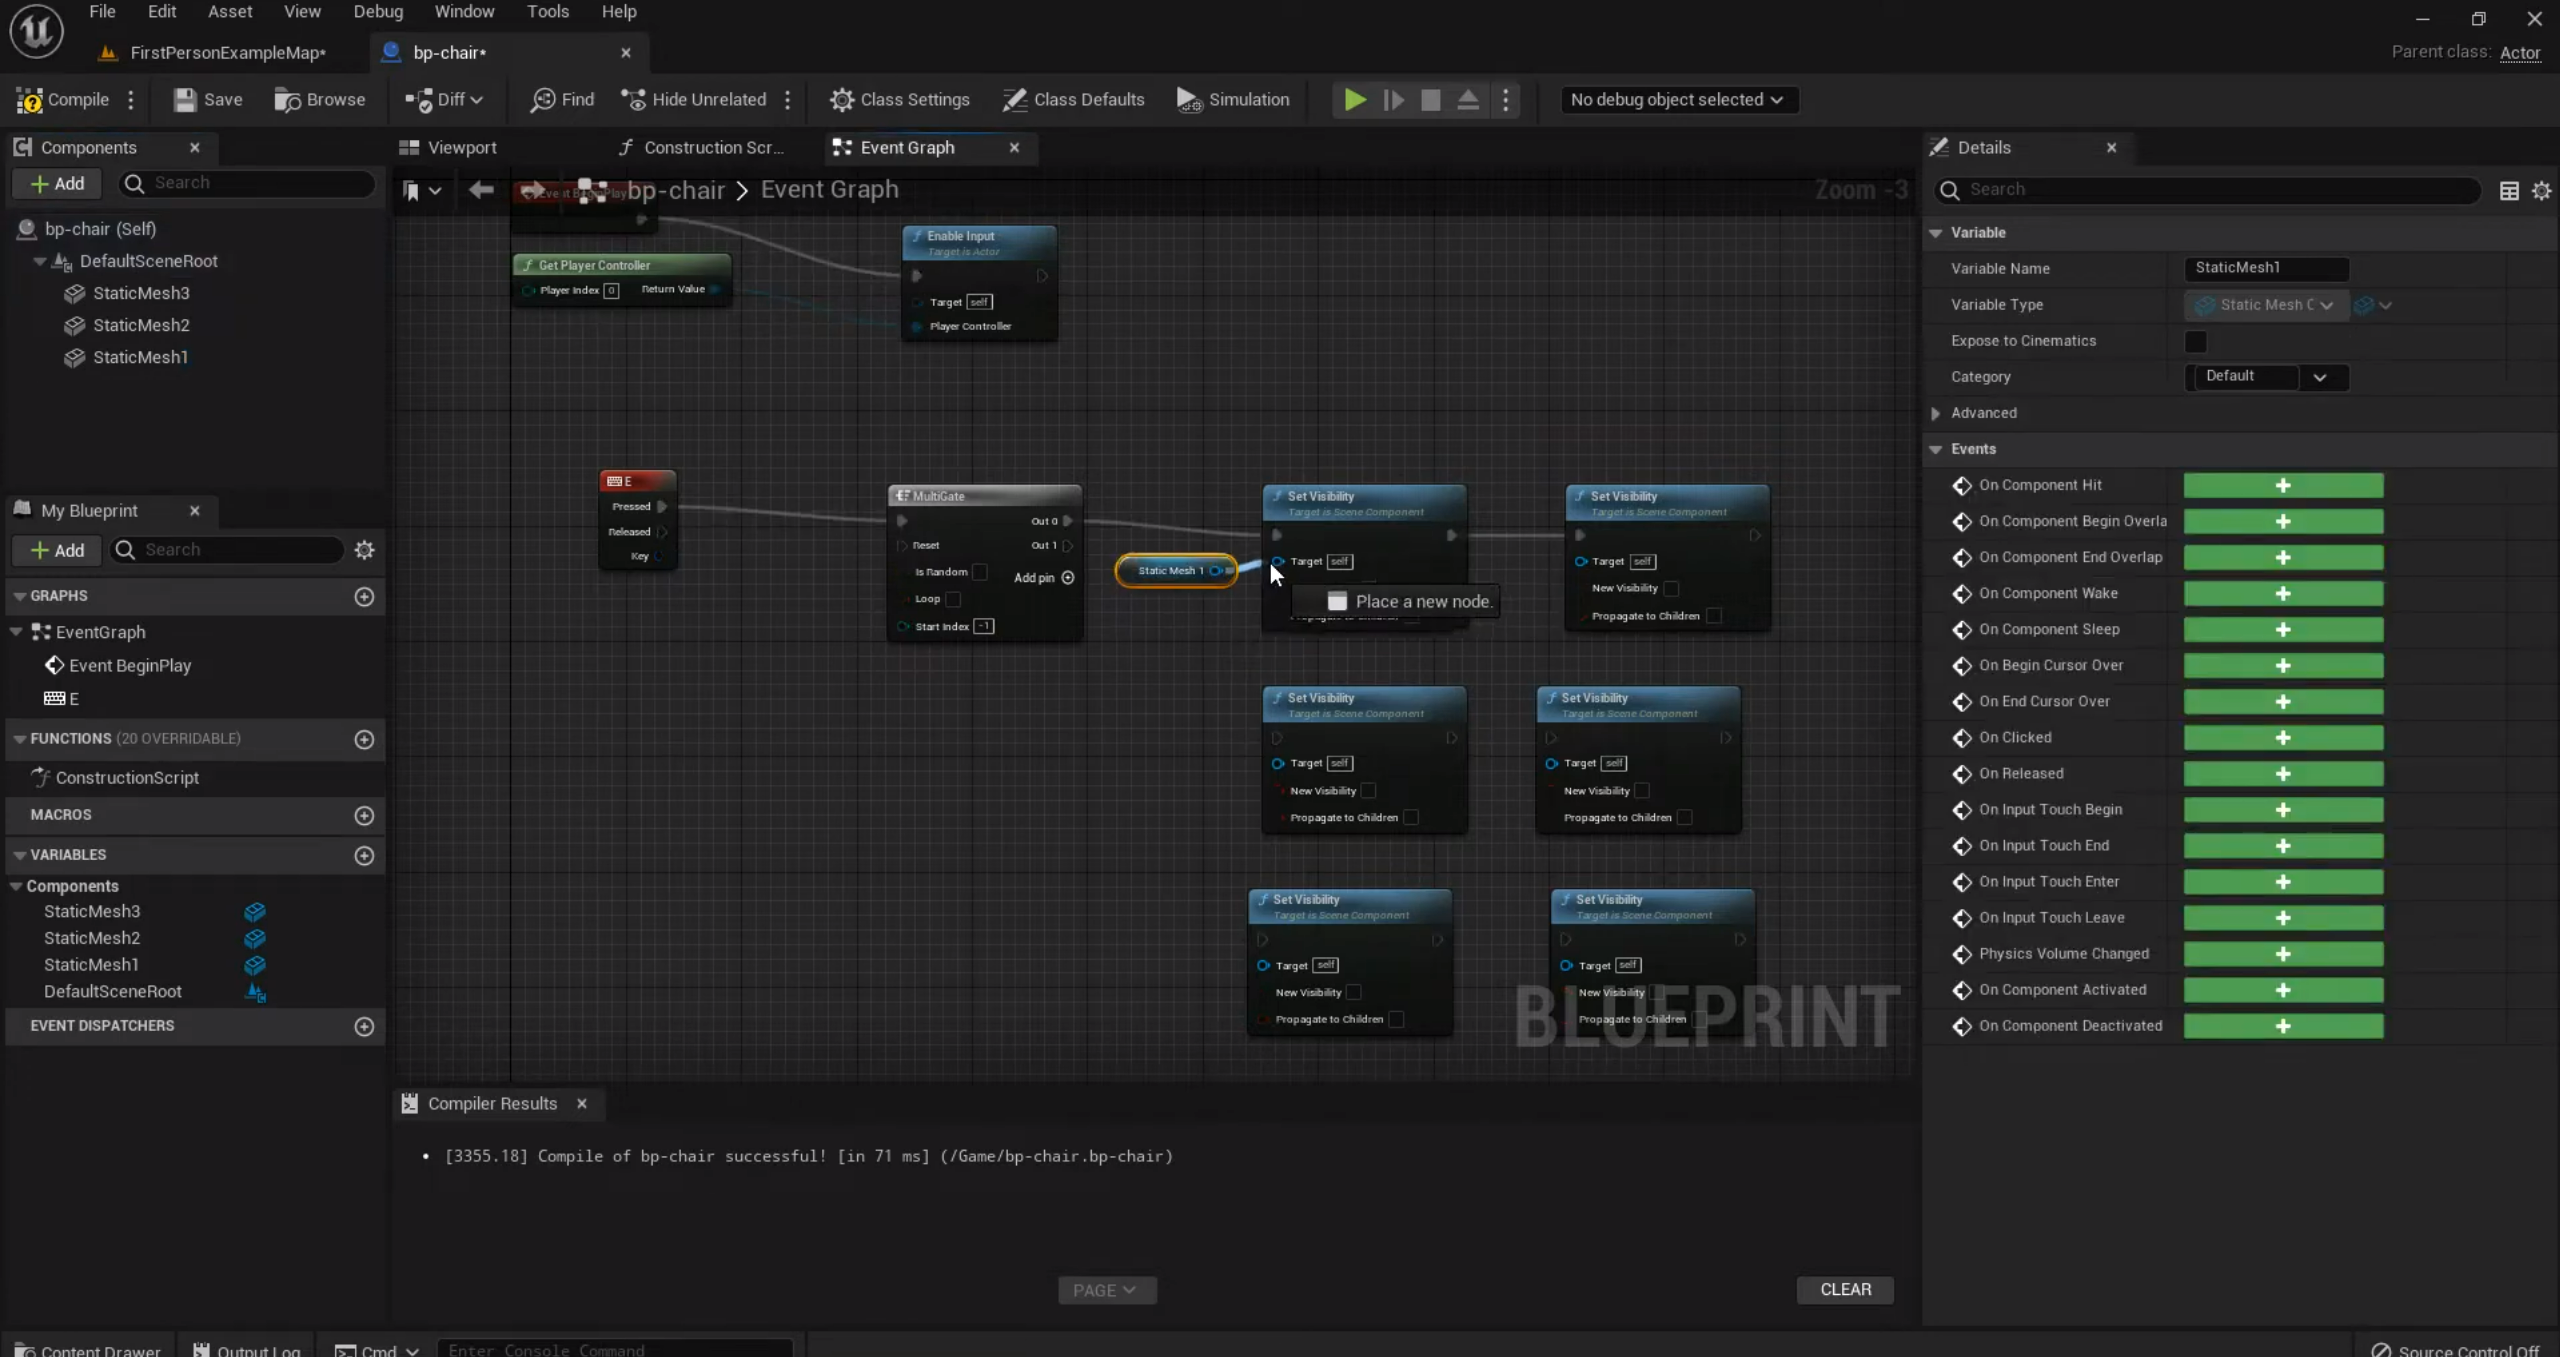 File Edit Asset View Debug Window Tools Help
FirstPersonExampleMap*
bp-chair*
Parent class: Actor
Compile
Save
Browse
Diff
Find
Hide Unrelated
Class Settings
Class Defaults
Simulation
No debug object selected
Components
Add
Search
bp-chair (Self)
DefaultSceneRoot
StaticMesh3
StaticMesh2
StaticMesh1
My Blueprint
Add
Search
GRAPHS
EventGraph
Event BeginPlay
E
FUNCTIONS (20 OVERRIDABLE)
ConstructionScript
MACROS
VARIABLES
Components
StaticMesh3
StaticMesh2
StaticMesh1
DefaultSceneRoot
EVENT DISPATCHERS
Viewport
Construction Scr...
Event Graph
bp-chair > Event Graph
Zoom -3
Event BeginPlay
Get Player Controller
Player Index 0 Return Value
Enable Input
Target is Actor
Target self
Player Controller
E
Pressed
Released
Key
MultiGate
Out 0
Reset Out 1
Is Random Add pin
Loop
Start Index -1
Static Mesh 1
Set Visibility
Target is Scene Component
Target self
Place a new node.
Propagate to Children
Set Visibility
Target is Scene Component
Target self
New Visibility
Propagate to Children
Set Visibility
Target is Scene Component
Target self
New Visibility
Propagate to Children
Set Visibility
Target is Scene Component
Target self
New Visibility
Propagate to Children
Set Visibility
Target is Scene Component
Target self
New Visibility
Propagate to Children
Set Visibility
Target is Scene Component
Target self
New Visibility
Propagate to Children
BLUEPRINT
Compiler Results
• [3355.18] Compile of bp-chair successful! [in 71 ms] (/Game/bp-chair.bp-chair)
PAGE
CLEAR
Details
Search
Variable
Variable Name StaticMesh1
Variable Type Static Mesh C
Expose to Cinematics
Category Default
Advanced
Events
On Component Hit
On Component Begin Overla
On Component End Overlap
On Component Wake
On Component Sleep
On Begin Cursor Over
On End Cursor Over
On Clicked
On Released
On Input Touch Begin
On Input Touch End
On Input Touch Enter
On Input Touch Leave
Physics Volume Changed
On Component Activated
On Component Deactivated
Content Drawer
Output Log
Cmd
Enter Console Command
Source Control Off